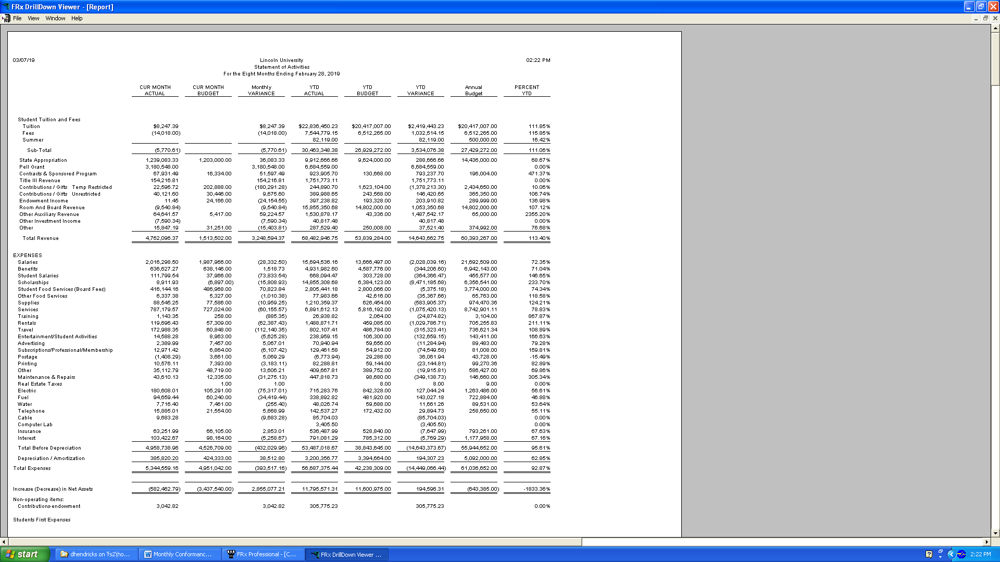 FRx DrillDown Viewer - [Report]
File View Window Help
03/07/19 Lincoln University 02:22 PM
Statement of Activities
For the Eight Months Ending February 28, 2019
CUR MONTH CUR MONTH Monthly YTD YTD YTD Annual PERCENT
ACTUAL BUDGET VARIANCE ACTUAL BUDGET VARIANCE Budget YTD
Student Tuition and Fees
Tuition $8,247.39 $8,247.39 $22,836,450.23 $20,417,007.00 $2,419,443.23 $20,417,007.00 111.85%
Fees (14,018.00) (14,018.00) 7,544,779.15 6,512,265.00 1,032,514.15 6,512,265.00 115.85%
Summer 82,119.00 82,119.00 500,000.00 16.42%
Sub-Total (5,770.61) (5,770.61) 30,463,348.38 26,929,272.00 3,534,076.38 27,429,272.00 111.06%
State Appropriation 1,239,083.33 1,203,000.00 36,083.33 9,912,666.66 9,624,000.00 288,666.66 14,436,000.00 68.67%
Pell Grant 3,180,548.00 3,180,548.00 6,684,559.00 6,684,559.00 0.00%
Contracts & Sponsored Program 67,931.49 16,334.00 51,597.49 923,905.70 130,668.00 793,237.70 196,004.00 471.37%
Title III Revenue 154,216.81 154,216.81 1,751,773.11 1,751,773.11 0.00%
Contributions / Gifts Temp Restricted 22,596.72 202,888.00 (180,291.28) 244,890.70 1,623,104.00 (1,378,213.30) 2,434,650.00 10.06%
Contributions / Gifts Unrestricted 40,121.60 30,446.00 9,675.60 389,988.65 243,568.00 146,420.65 365,350.00 106.74%
Endowment Income 11.45 24,166.00 (24,154.55) 397,238.82 193,328.00 203,910.82 289,999.00 136.98%
Room And Board Revenue (9,540.84) (9,540.84) 15,855,350.68 14,802,000.00 1,053,350.68 14,802,000.00 107.12%
Other Auxiliary Revenue 64,641.57 5,417.00 59,224.57 1,530,878.17 43,336.00 1,487,542.17 65,000.00 2355.20%
Other Investment Income (7,590.34) (7,590.34) 40,817.48 40,817.48 0.00%
Other 15,847.19 31,251.00 (15,403.81) 287,529.40 250,008.00 37,521.40 374,992.00 76.68%
Total Revenue 4,762,096.37 1,513,502.00 3,248,594.37 68,482,946.75 53,839,284.00 14,643,662.75 60,393,267.00 113.40%
EXPENSES
Salaries 2,016,298.50 1,987,966.00 (28,332.50) 15,694,536.16 13,666,497.00 (2,028,039.16) 21,692,509.00 72.35%
Benefits 636,627.27 638,146.00 1,518.73 4,931,982.60 4,587,776.00 (344,206.60) 6,942,143.00 71.04%
Student Salaries 111,799.54 37,966.00 (73,833.54) 668,094.47 303,728.00 (364,366.47) 455,577.00 146.65%
Scholarships 8,911.93 (6,897.00) (15,808.93) 14,855,308.68 6,384,123.00 (8,471,185.68) 6,356,541.00 233.70%
Student Food Services (Board Fees) 416,144.16 486,968.00 70,823.84 2,805,441.18 2,800,066.00 (5,375.18) 3,774,000.00 74.34%
Other Food Services 6,337.38 5,327.00 (1,010.38) 77,983.66 42,616.00 (35,367.66) 65,763.00 118.58%
Supplies 88,545.25 77,586.00 (10,959.25) 1,210,359.37 626,454.00 (583,905.37) 974,470.36 124.21%
Services 787,179.57 727,024.00 (60,155.57) 6,891,612.13 5,816,192.00 (1,075,420.13) 8,742,901.11 78.83%
Training 1,143.35 258.00 (885.35) 26,938.82 2,064.00 (24,874.82) 3,104.00 867.87%
Rentals 119,696.43 57,309.00 (62,387.43) 1,488,871.71 459,085.00 (1,029,786.71) 705,255.83 211.11%
Travel 172,988.35 60,848.00 (112,140.35) 802,107.41 486,784.00 (315,323.41) 736,621.34 108.89%
Entertainment/Student Activities 14,588.28 8,963.00 (5,625.28) 238,959.15 106,300.00 (132,659.15) 143,411.00 166.63%
Advertising 2,389.99 7,457.00 5,067.01 70,940.94 59,656.00 (11,284.94) 89,483.00 79.28%
Subscriptions/Professional/Membership 12,971.42 6,864.00 (6,107.42) 129,461.58 54,912.00 (74,549.58) 81,008.00 159.81%
Postage (1,408.29) 3,661.00 5,069.29 (6,773.94) 29,288.00 36,061.94 43,728.00 -15.49%
Printing 10,576.11 7,393.00 (3,183.11) 82,288.81 59,144.00 (23,144.81) 99,270.36 82.89%
Other 35,112.79 48,719.00 13,606.21 409,667.81 389,752.00 (19,915.81) 586,427.00 69.86%
Maintenance & Repairs 43,610.13 12,335.00 (31,275.13) 447,818.73 98,680.00 (349,138.73) 146,660.00 305.34%
Real Estate Taxes 1.00 1.00 8.00 8.00 9.00 0.00%
Electric 180,608.01 105,291.00 (75,317.01) 715,283.76 842,328.00 127,044.24 1,263,486.00 56.61%
Fuel 94,659.44 60,240.00 (34,419.44) 338,892.82 481,920.00 143,027.18 722,884.00 46.88%
Water 7,716.40 7,461.00 (255.40) 48,026.74 59,688.00 11,661.26 89,531.00 53.64%
Telephone 15,885.01 21,554.00 5,668.99 142,537.27 172,432.00 29,894.73 258,650.00 55.11%
Cable 9,683.28 (9,683.28) 85,704.03 (85,704.03) 0.00%
Computer Lab 3,405.50 (3,405.50) 0.00%
Insurance 63,251.99 66,105.00 2,853.01 536,487.99 528,840.00 (7,647.99) 793,261.00 67.63%
Interest 103,422.67 98,164.00 (5,258.67) 791,081.29 785,312.00 (5,769.29) 1,177,958.00 67.16%
Total Before Depreciation 4,958,738.96 4,526,709.00 (432,029.96) 53,487,018.67 38,843,645.00 (14,643,373.67) 55,944,652.00 95.61%
Depreciation / Amortization 385,820.20 424,333.00 38,512.80 3,200,356.77 3,394,664.00 194,307.23 5,092,000.00 62.85%
Total Expenses 5,344,559.16 4,951,042.00 (393,517.16) 56,687,375.44 42,238,309.00 (14,449,066.44) 61,036,652.00 92.87%
Increase (Decrease) in Net Assets (582,462.79) (3,437,540.00) 2,855,077.21 11,795,571.31 11,600,975.00 194,596.31 (643,385.00) -1833.36%
Non-operating items:
Contributions-endowment 3,042.82 3,042.82 305,775.23 305,775.23 0.00%
Students First Expenses
start dhendricks on 'fs2\ho... Monthly Conformanc... FRx Professional - [C... FRx DrillDown Viewer ... 2:22 PM